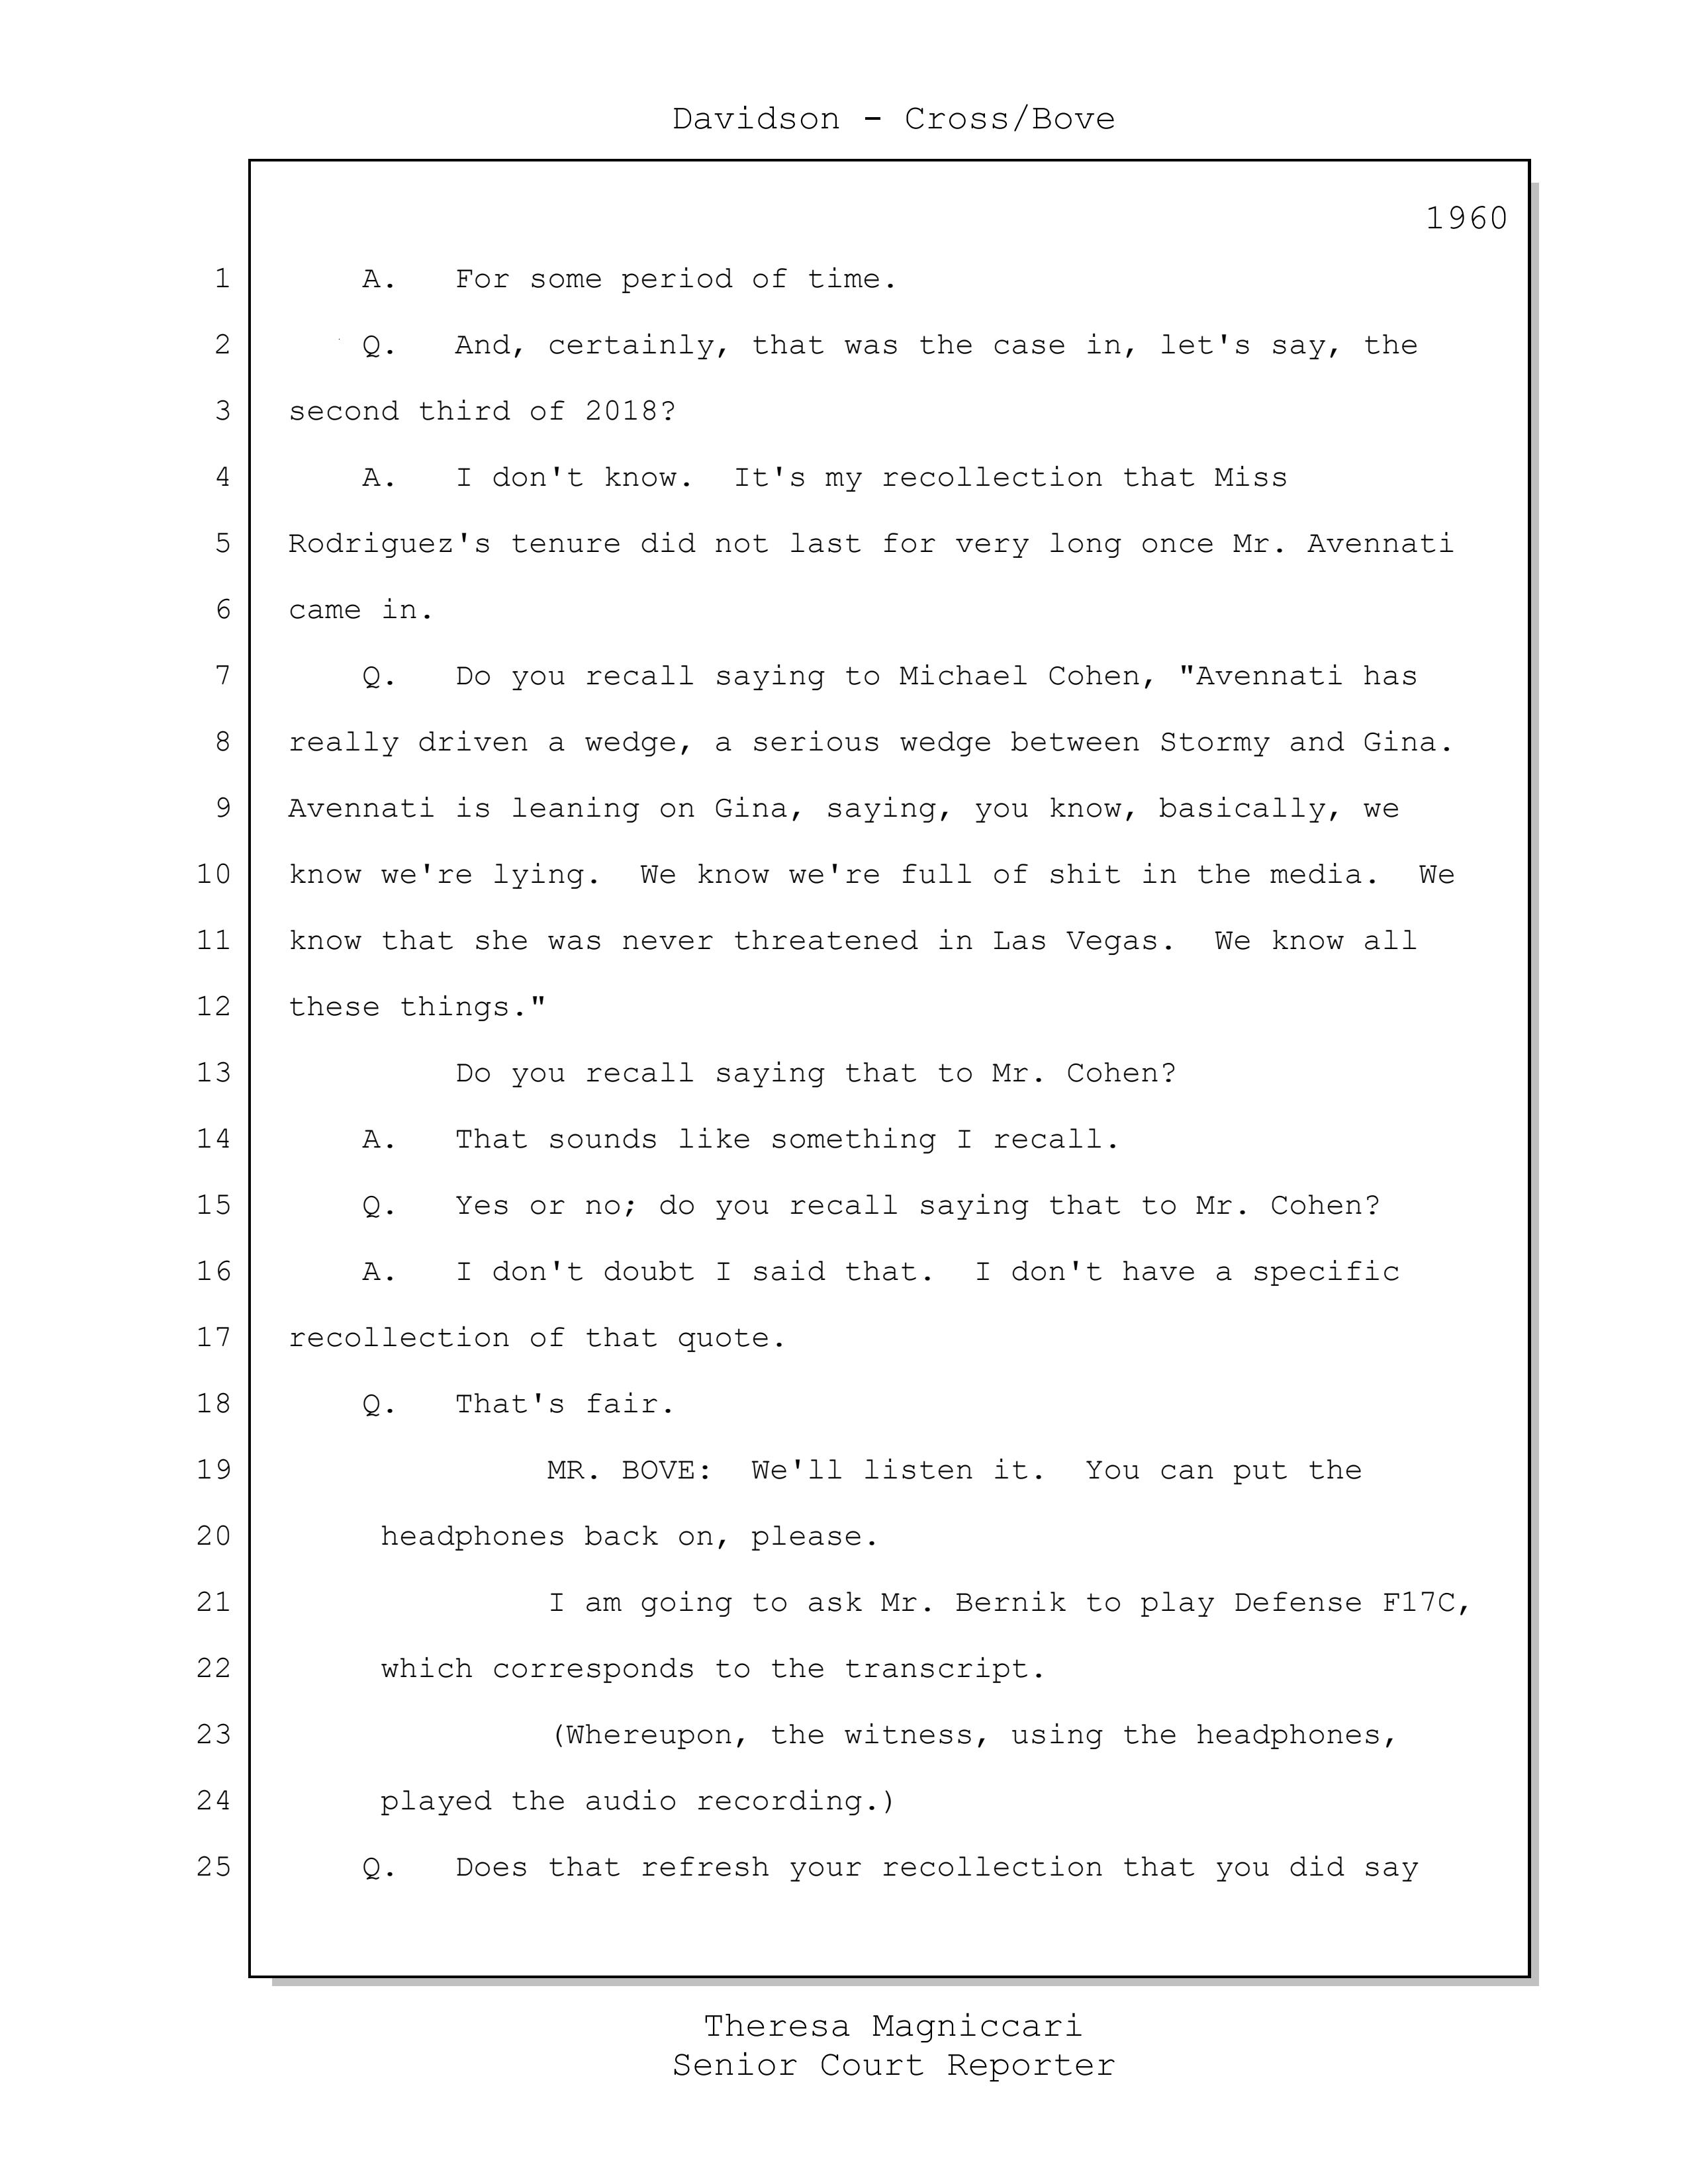 Davidson - Cross/Bove
1960
1 A. For some period of time.
2 Q. And, certainly, that was the case in, let's say, the
3 second third of 2018?
4 A. I don't know. It's my recollection that Miss
5 Rodriguez's tenure did not last for very long once Mr. Avennati
6 came in.
7 Q. Do you recall saying to Michael Cohen, "Avennati has
8 really driven a wedge, a serious wedge between Stormy and Gina.
9 Avennati is leaning on Gina, saying, you know, basically, we
10 know we're lying. We know we're full of shit in the media. We
11 know that she was never threatened in Las Vegas. We know all
12 these things."
13 Do you recall saying that to Mr. Cohen?
14 A. That sounds like something I recall.
15 Q. Yes or no; do you recall saying that to Mr. Cohen?
16 A. I don't doubt I said that. I don't have a specific
17 recollection of that quote.
18 Q. That's fair.
19 MR. BOVE: We'll listen it. You can put the
20 headphones back on, please.
21 I am going to ask Mr. Bernik to play Defense F17C,
22 which corresponds to the transcript.
23 (Whereupon, the witness, using the headphones,
24 played the audio recording.)
25 Q. Does that refresh your recollection that you did say
Theresa Magniccari
Senior Court Reporter